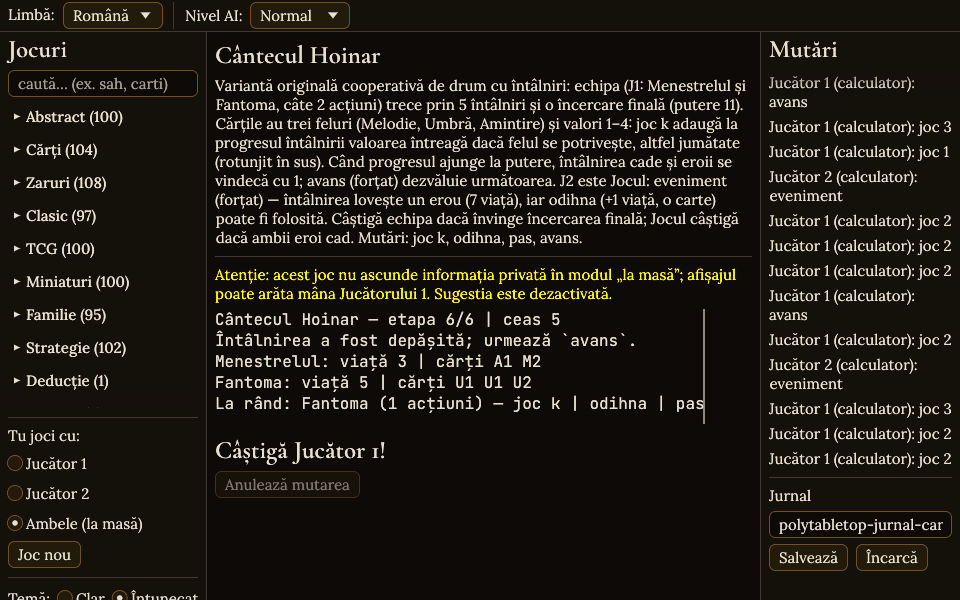 Limbă: Română ▼ Nivel AI: Normal ▼
Jocuri
caută... (ex. sah, carti)
▸ Abstract (100)
▸ Cărți (104)
▸ Zaruri (108)
▸ Clasic (97)
▸ TCG (100)
▸ Miniaturi (100)
▸ Familie (95)
▸ Strategie (102)
▸ Deducție (1)
Tu joci cu:
Jucător 1
Jucător 2
Ambele (la masă)
Joc nou
Temă: Clar Întunecat
Cântecul Hoinar
Variantă originală cooperativă de drum cu întâlniri: echipa (J1: Menestrelul și
Fantoma, câte 2 acțiuni) trece prin 5 întâlniri și o încercare finală (putere 11).
Cărțile au trei feluri (Melodie, Umbră, Amintire) și valori 1–4: joc k adaugă la
progresul întâlnirii valoarea întreagă dacă felul se potrivește, altfel jumătate
(rotunjit în sus). Când progresul ajunge la putere, întâlnirea cade și eroii se
vindecă cu 1; avans (forțat) dezvăluie următoarea. J2 este Jocul: eveniment
(forțat) — întâlnirea lovește un erou (7 viață), iar odihna (+1 viață, o carte)
poate fi folosită. Câștigă echipa dacă învinge încercarea finală; Jocul câștigă
dacă ambii eroi cad. Mutări: joc k, odihna, pas, avans.
Atenție: acest joc nu ascunde informația privată în modul „la masă”; afișajul
poate arăta mâna Jucătorului 1. Sugestia este dezactivată.
Cântecul Hoinar — etapa 6/6 | ceas 5
Întâlnirea a fost depășită; urmează `avans`.
Menestrelul: viață 3 | cărți A1 M2
Fantoma: viață 5 | cărți U1 U1 U2
La rând: Fantoma (1 acțiuni) — joc k | odihna | pas
Câștigă Jucător 1!
Anulează mutarea
Mutări
Jucător 1 (calculator):
avans
Jucător 1 (calculator): joc 3
Jucător 1 (calculator): joc 1
Jucător 2 (calculator):
eveniment
Jucător 1 (calculator): joc 2
Jucător 1 (calculator): joc 2
Jucător 1 (calculator): joc 2
Jucător 1 (calculator):
avans
Jucător 1 (calculator): joc 2
Jucător 2 (calculator):
eveniment
Jucător 1 (calculator): joc 3
Jucător 1 (calculator): joc 2
Jucător 1 (calculator): joc 2
Jurnal
polytabletop-jurnal-car
Salvează Încarcă